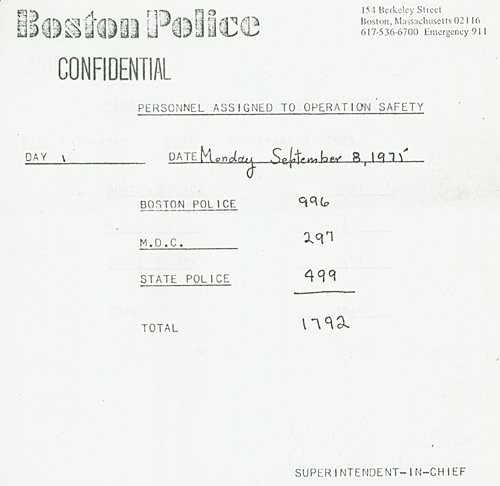 Boston Police
154 Berkeley Street
Boston, Massachusetts 02116
617-536-6700 Emergency 911
CONFIDENTIAL
PERSONNEL ASSIGNED TO OPERATION SAFETY
DAY 1 DATE Monday September 8, 1975
BOSTON POLICE 996
M.D.C. 297
STATE POLICE 499
TOTAL 1792
SUPERINTENDENT-IN-CHIEF